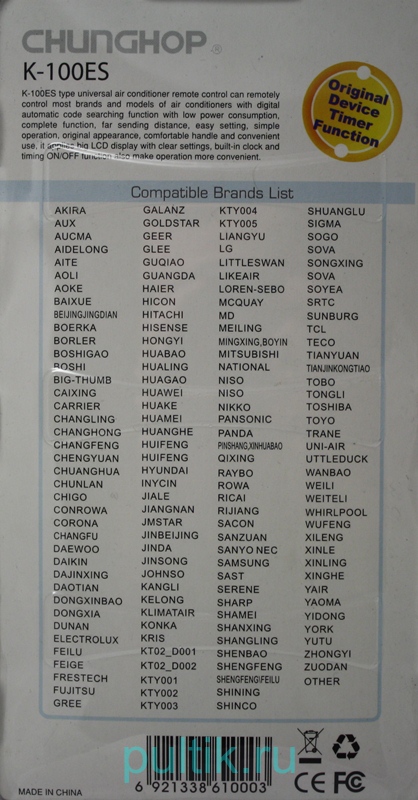 CHUNGHOP®
K-100ES
K-100ES type universal air conditioner remote control can remotely
control most brands and models of air conditioners with digital
automatic code searching function with low power consumption,
complete function, far sending distance, easy setting, simple
operation, original appearance, comfortable handle and convenient
use, it applies big LCD display with clear settings, built-in clock and
timing ON/OFF function also make operation more convenient.
Original
Device
Timer
Function
Compatible Brands List
AKIRA
AUX
AUCMA
AIDELONG
AITE
AOLI
AOKE
BAIXUE
BEIJINGJINGDIAN
BOERKA
BORLER
BOSHIGAO
BOSHI
BIG-THUMB
CAIXING
CARRIER
CHANGLING
CHANGHONG
CHANGFENG
CHENGYUAN
CHUANGHUA
CHUNLAN
CHIGO
CONROWA
CORONA
CHANGFU
DAEWOO
DAIKIN
DAJINXING
DAOTIAN
DONGXINBAO
DONGXIA
DUNAN
ELECTROLUX
FEILU
FEIGE
FRESTECH
FUJITSU
GREE
GALANZ
GOLDSTAR
GEER
GLEE
GUQIAO
GUANGDA
HAIER
HICON
HITACHI
HISENSE
HONGYI
HUABAO
HUALING
HUAGAO
HUAWEI
HUAKE
HUAMEI
HUANGHE
HUIFENG
HUIFENG
HYUNDAI
INYCIN
JIALE
JIANGNAN
JMSTAR
JINBEIJING
JINDA
JINSONG
JOHNSO
KANGLI
KELONG
KLIMATAIR
KONKA
KRIS
KT02_D001
KT02_D002
KTY001
KTY002
KTY003
KTY004
KTY005
LIANGYU
LG
LITTLESWAN
LIKEAIR
LOREN-SEBO
MCQUAY
MD
MEILING
MINGXING,BOYIN
MITSUBISHI
NATIONAL
NISO
NISO
NIKKO
PANSONIC
PANDA
PINSHANG,XINHUABAO
QIXING
RAYBO
ROWA
RICAI
RIJIANG
SACON
SANZUAN
SANYO NEC
SAMSUNG
SAST
SERENE
SHARP
SHAMEI
SHANXING
SHANGLING
SHENBAO
SHENGFENG
SHENGFENG\FEILU
SHINING
SHINCO
SHUANGLU
SIGMA
SOGO
SOVA
SONGXING
SOVA
SOYEA
SRTC
SUNBURG
TCL
TECO
TIANYUAN
TIANJINKONGTIAO
TOBO
TONGLI
TOSHIBA
TOYO
TRANE
UNI-AIR
UTTLEDUCK
WANBAO
WEILI
WEITELI
WHIRLPOOL
WUFENG
XILENG
XINLE
XINLING
XINGHE
YAIR
YAOMA
YIDONG
YORK
YUTU
ZHONGYI
ZUODAN
OTHER
pultik.ru
6 921338 610003
MADE IN CHINA
CE FC